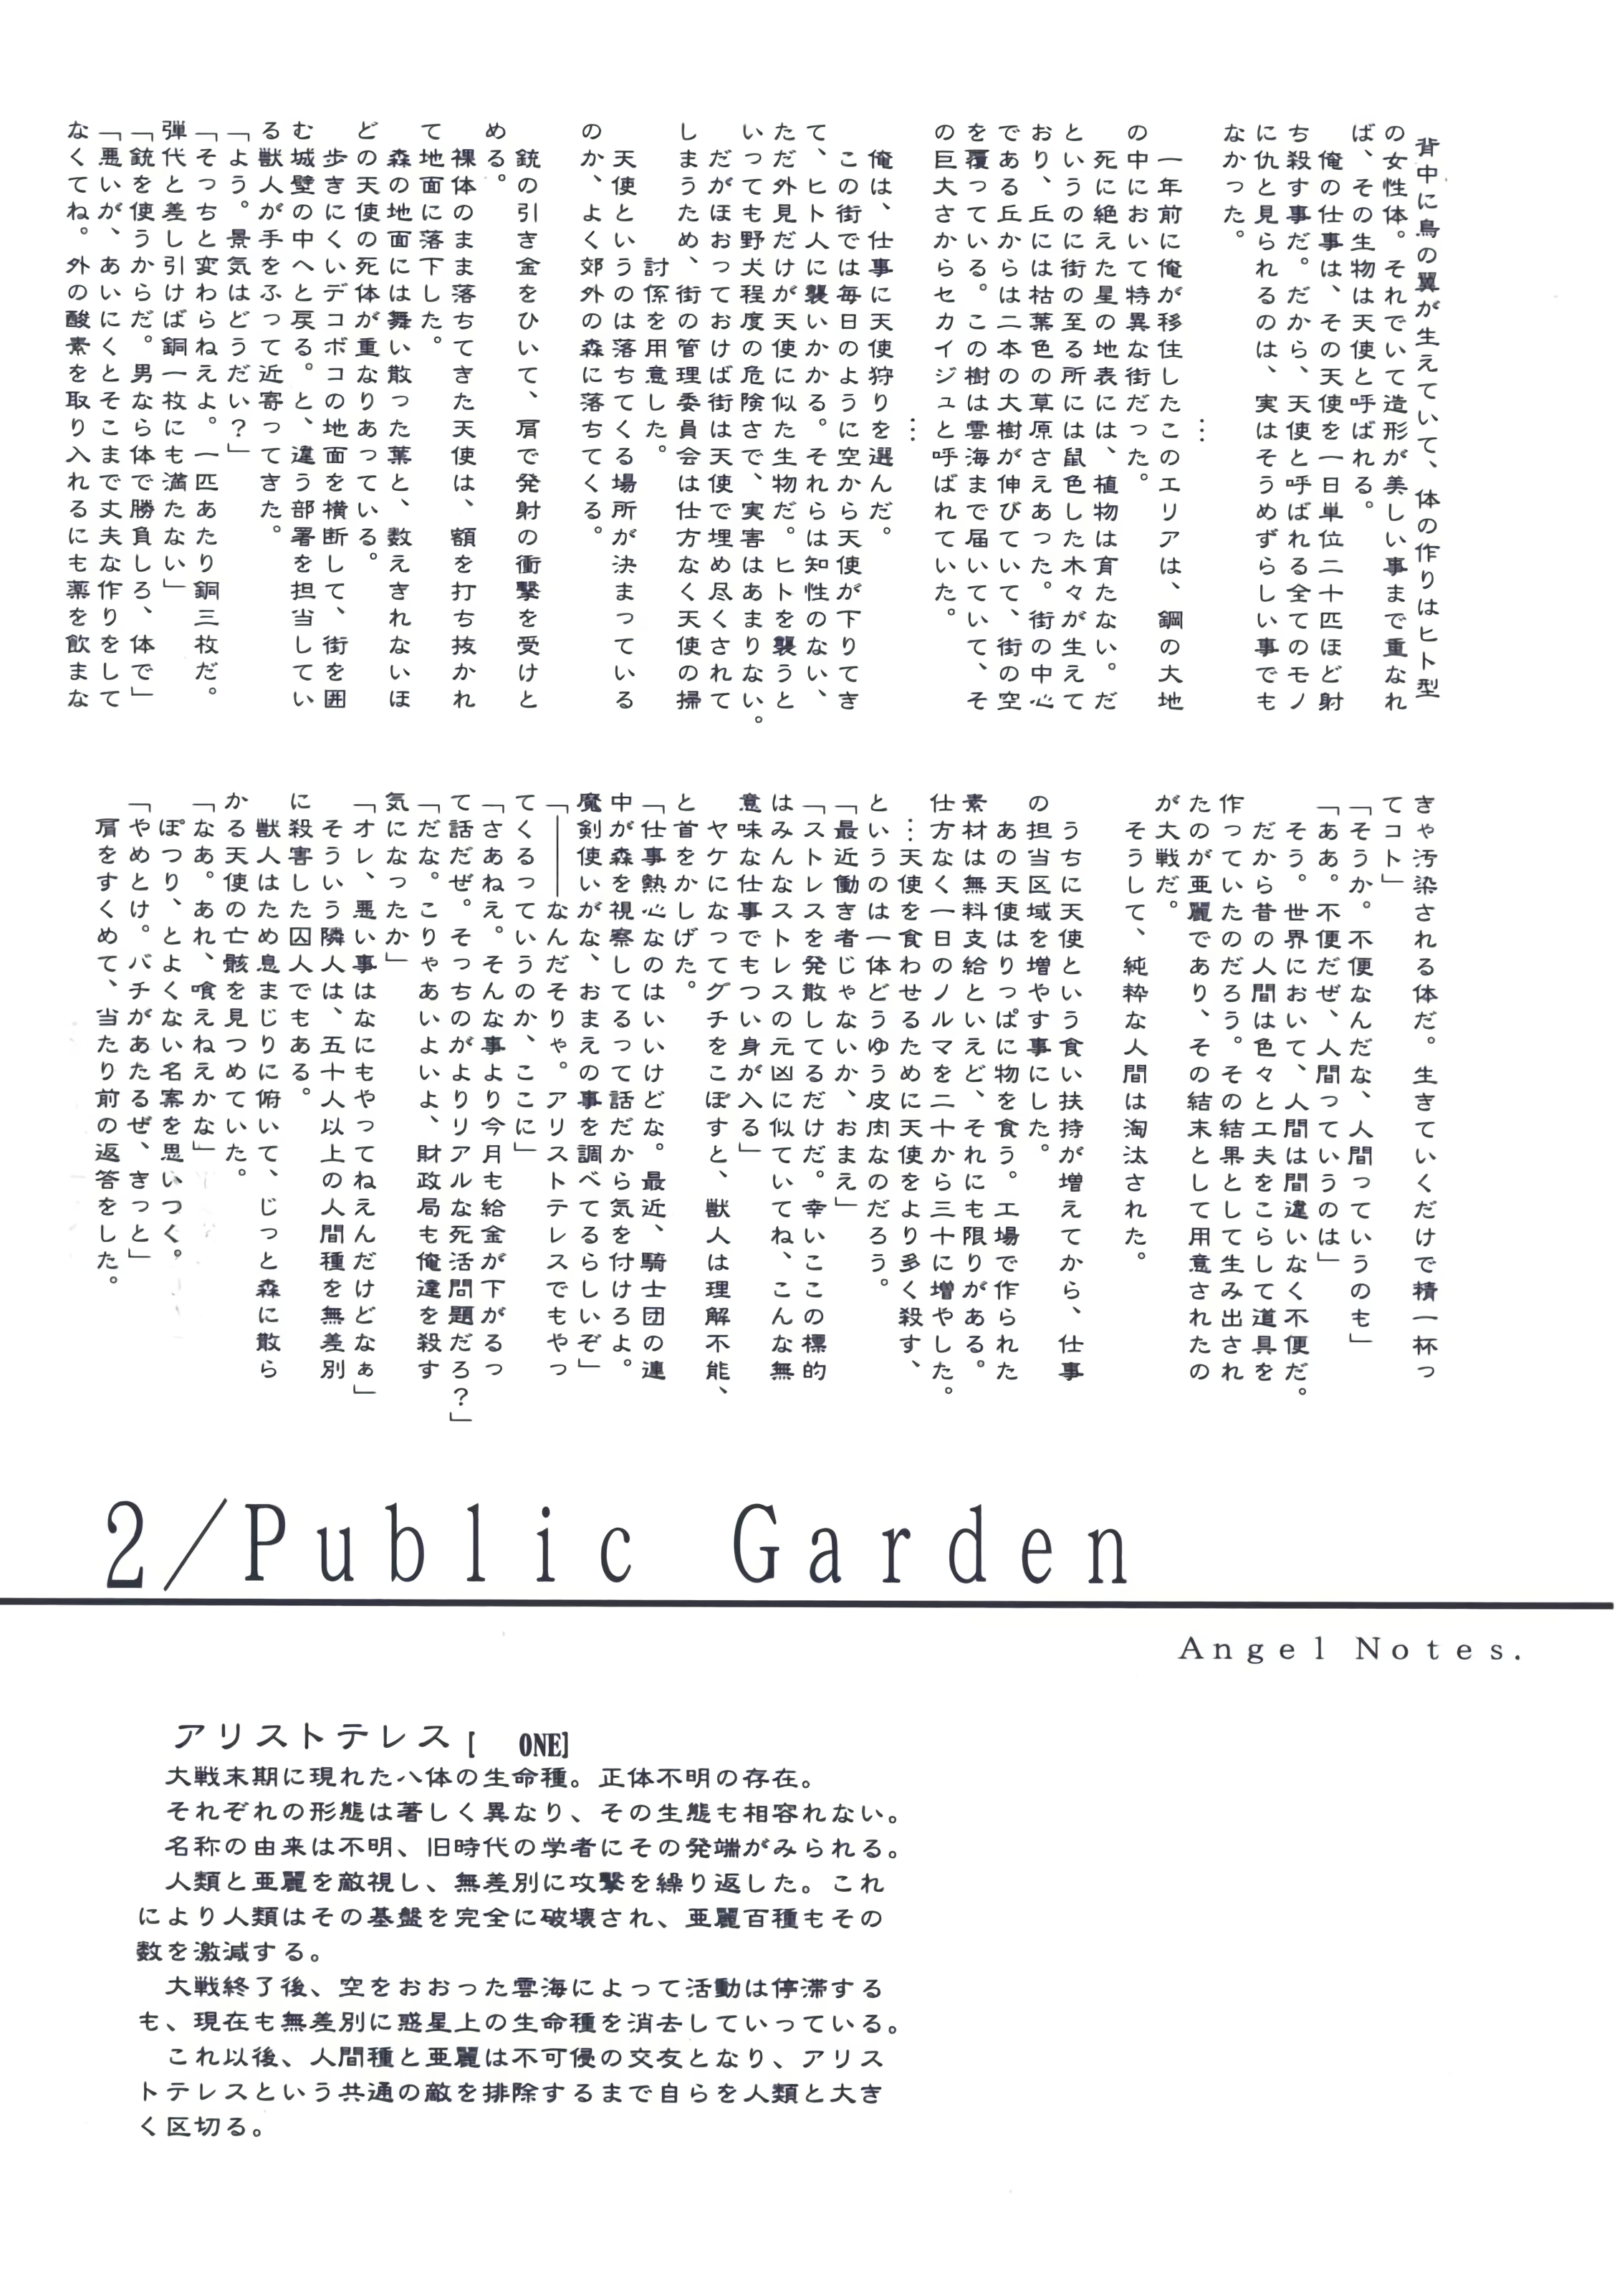 背中に鳥の翼が生えていて、体の作りはヒト型
の女性体。それでいて造形が美しい事まで重なれ
ば、その生物は天使と呼ばれる。
俺の仕事は、その天使を一日単位二十匹ほど射
ち殺す事だ。だから、天使と呼ばれる全てのモノ
に仇と見られるのは、実はそうめずらしい事でも
なかった。
…
一年前に俺が移住したこのエリアは、鋼の大地
の中において特異な街だった。
死に絶えた星の地表には、植物は育たない。だ
というのに街の至る所には鼠色した木々が生えて
おり、丘には枯葉色の草原さえあった。街の中心
である丘からは二本の大樹が伸びていて、街の空
を覆っている。この樹は雲海まで届いていて、そ
の巨大さからセカイジュと呼ばれていた。
…
俺は、仕事に天使狩りを選んだ。
この街では毎日のように空から天使が下りてき
て、ヒト人に襲いかかる。それらは知性のない、
ただ外見だけが天使に似た生物だ。ヒトを襲うと
いっても野犬程度の危険さで、実害はあまりない。
だがほおっておけば街は天使で埋め尽くされて
しまうため、街の管理委員会は仕方なく天使の掃
討係を用意した。
天使というのは落ちてくる場所が決まっている
のか、よく郊外の森に落ちてくる。
銃の引き金をひいて、肩で発射の衝撃を受けと
める。
裸体のまま落ちてきた天使は、額を打ち抜かれ
て地面に落下した。
森の地面には舞い散った葉と、数えきれないほ
どの天使の死体が重なりあっている。
歩きにくいデコボコの地面を横断して、街を囲
む城壁の中へと戻る。と、違う部署を担当してい
る獣人が手をふって近寄ってきた。
「よう。景気はどうだい？」
「そっちと変わらねえよ。一匹あたり銅三枚だ。
弾代と差し引けば銅一枚にも満たない」
「銃を使うからだ。男なら体で勝負しろ、体で」
「悪いが、あいにくとそこまで丈夫な作りをして
なくてね。外の酸素を取り入れるにも薬を飲まな
きゃ汚染される体だ。生きていくだけで精一杯っ
てコト」
「そうか。不便なんだな、人間っていうのも」
「ああ。不便だぜ、人間っていうのは」
そう。世界において、人間は間違いなく不便だ。
だから昔の人間は色々と工夫をこらして道具を
作っていたのだろう。その結果として生み出され
たのが亜麗であり、その結末として用意されたの
が大戦だ。
そうして、純粋な人間は淘汰された。
うちに天使という食い扶持が増えてから、仕事
の担当区域を増やす事にした。
あの天使はりっぱに物を食う。工場で作られた
素材は無料支給といえど、それにも限りがある。
仕方なく一日のノルマを二十から三十に増やした。
…天使を食わせるために天使をより多く殺す、
というのは一体どうゆう皮肉なのだろう。
「最近働き者じゃないか、おまえ」
「ストレスを発散してるだけだ。幸いここの標的
はみんなストレスの元凶に似ていてね、こんな無
意味な仕事でもつい身が入る」
ヤケになってグチをこぼすと、獣人は理解不能、
と首をかしげた。
「仕事熱心なのはいいけどな。最近、騎士団の連
中が森を視察してるって話だから気を付けろよ。
魔剣使いがな、おまえの事を調べてるらしいぞ」
「―――なんだそりゃ。アリストテレスでもやっ
てくるっていうのか、ここに」
「さあねえ。そんな事より今月も給金が下がるっ
て話だぜ。そっちのがよりリアルな死活問題だろ？」
「だな。こりゃあいよいよ、財政局も俺達を殺す
気になったか」
「オレ、悪い事はなにもやってねえんだけどなぁ」
そういう隣人は、五十人以上の人間種を無差別
に殺害した囚人でもある。
獣人はため息まじりに俯いて、じっと森に散ら
かる天使の亡骸を見つめていた。
「なあ。あれ、喰えねえかな」
ぽつり、とよくない名案を思いつく。
「やめとけ。バチがあたるぜ、きっと」
肩をすくめて、当たり前の返答をした。
2/Public Garden
Angel Notes.
アリストテレス[ ONE]
大戦末期に現れた八体の生命種。正体不明の存在。
それぞれの形態は著しく異なり、その生態も相容れない。
名称の由来は不明、旧時代の学者にその発端がみられる。
人類と亜麗を敵視し、無差別に攻撃を繰り返した。これ
により人類はその基盤を完全に破壊され、亜麗百種もその
数を激減する。
大戦終了後、空をおおった雲海によって活動は停滞する
も、現在も無差別に惑星上の生命種を消去していっている。
これ以後、人間種と亜麗は不可侵の交友となり、アリス
トテレスという共通の敵を排除するまで自らを人類と大き
く区切る。